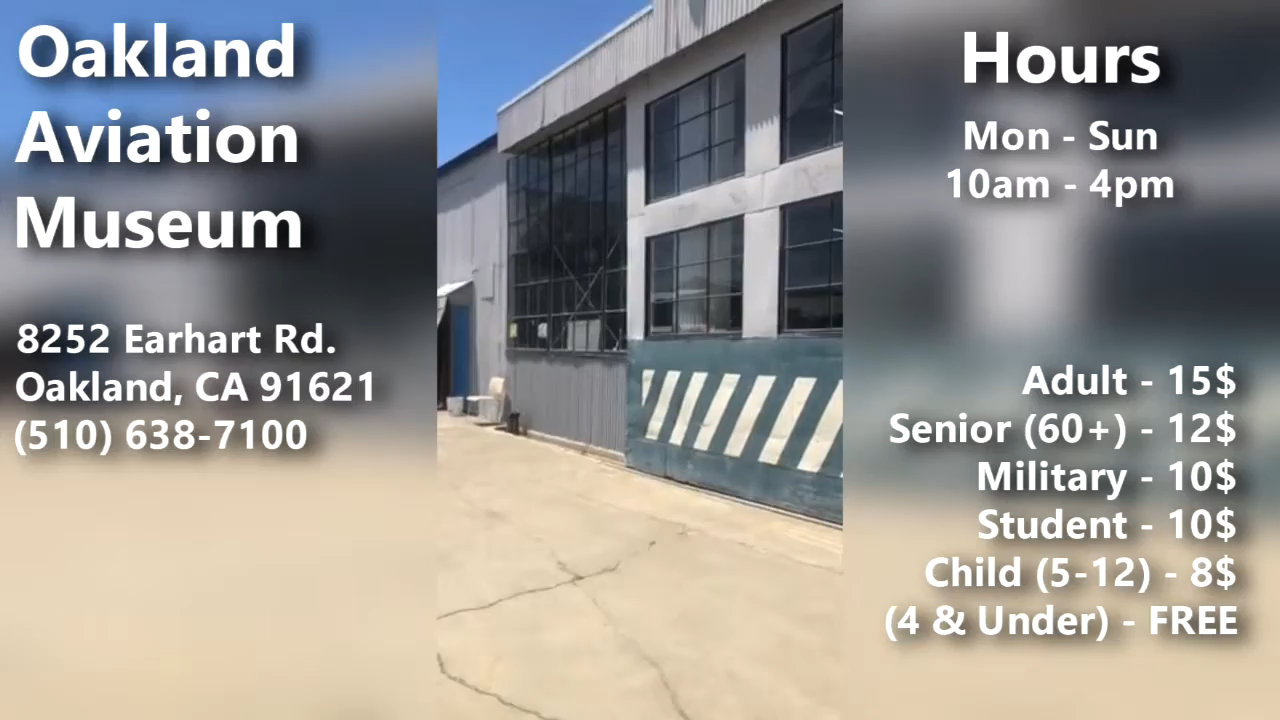 Oakland
Aviation
Museum
8252 Earhart Rd.
Oakland, CA 91621
(510) 638-7100
Hours
Mon - Sun
10am - 4pm
Adult - 15$
Senior (60+) - 12$
Military - 10$
Student - 10$
Child (5-12) - 8$
(4 & Under) - FREE